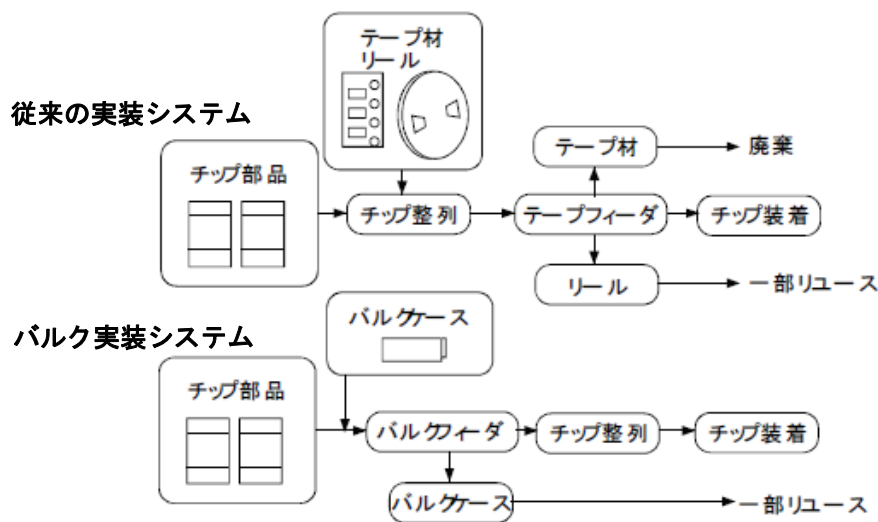 テープ材
リール
従来の実装システム
チップ部品
テープ材
廃棄
チップ整列
テープフィーダ
チップ装着
リール
一部リユース
バルクケース
バルク実装システム
チップ部品
バルクフィーダ
チップ整列
チップ装着
バルクケース
一部リユース